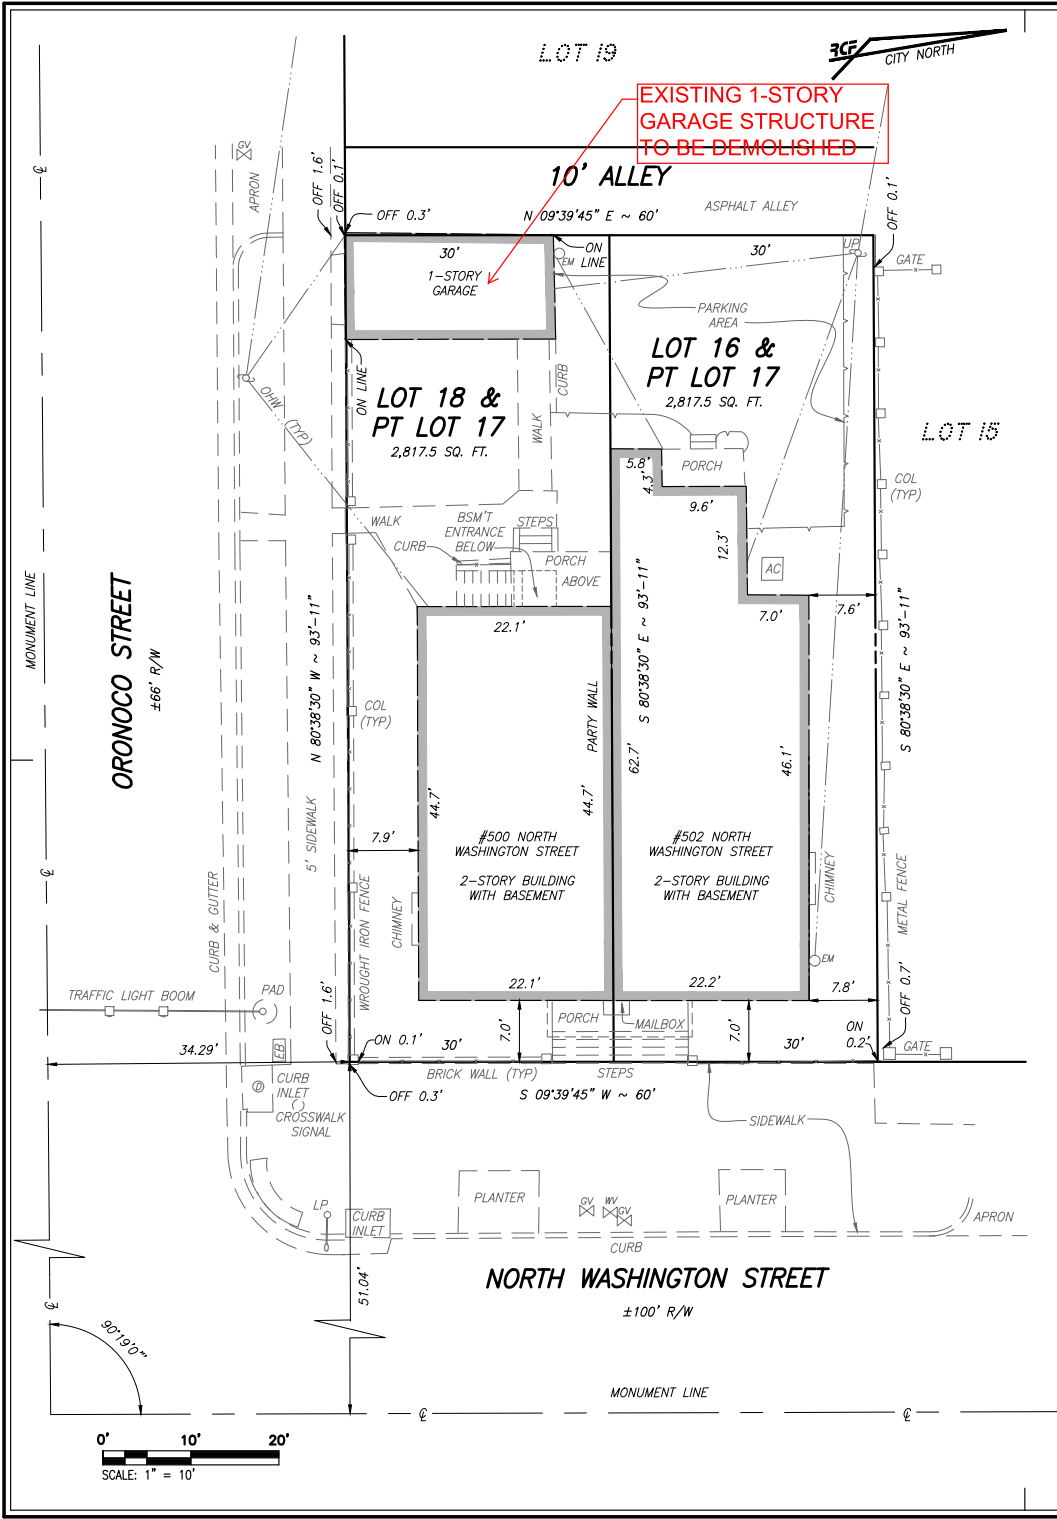 LOT 19
RCF
CITY NORTH
EXISTING 1-STORY
GARAGE STRUCTURE
TO BE DEMOLISHED
10' ALLEY
ASPHALT ALLEY
N 09°39'45" E ~ 60'
GV
APRON
OFF 1.6'
OFF 0.1'
OFF 0.3'
OFF 0.1'
GATE
30'
1-STORY
GARAGE
ON
LINE
EM
30'
UP
PARKING
AREA
ON LINE
OHW (TYP)
LOT 18 &
PT LOT 17
2,817.5 SQ. FT.
WALK
CURB
LOT 16 &
PT LOT 17
2,817.5 SQ. FT.
LOT 15
COL
(TYP)
5.8'
4.3'
PORCH
9.6'
12.3'
AC
7.0'
7.6'
WALK
BSM'T
ENTRANCE
BELOW
STEPS
CURB
PORCH
ABOVE
22.1'
MONUMENT LINE
ORONOCO STREET
±66' R/W
N 80°38'30" W ~ 93'-11"
S 80°38'30" E ~ 93'-11"
S 80°38'30" E ~ 93'-11"
COL
(TYP)
PARTY WALL
62.7'
46.1'
44.7'
44.7'
7.9'
5' SIDEWALK
#500 NORTH
WASHINGTON STREET
2-STORY BUILDING
WITH BASEMENT
#502 NORTH
WASHINGTON STREET
2-STORY BUILDING
WITH BASEMENT
CURB & GUTTER
WROUGHT IRON FENCE
CHIMNEY
CHIMNEY
METAL FENCE
EM
22.1'
22.2'
7.8'
OFF 0.7'
TRAFFIC LIGHT BOOM
PAD
OFF 1.6'
ON 0.1'
30'
7.0'
PORCH
MAILBOX
7.0'
30'
ON
0.2'
GATE
34.29'
EB
BRICK WALL (TYP)
STEPS
CURB
INLET
D
OFF 0.3'
S 09°39'45" W ~ 60'
CROSSWALK
SIGNAL
SIDEWALK
LP
CURB
INLET
PLANTER
GV
WV
GV
PLANTER
APRON
CURB
NORTH WASHINGTON STREET
±100' R/W
51.04'
90°19'0""
MONUMENT LINE
0' 10' 20'
SCALE: 1" = 10'